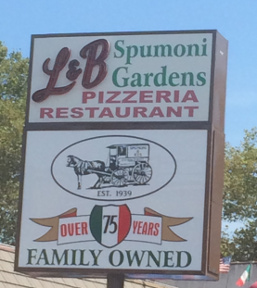 L&B Spumoni
Gardens
PIZZERIA
RESTAURANT
EST. 1939
OVER 75 YEARS
FAMILY OWNED